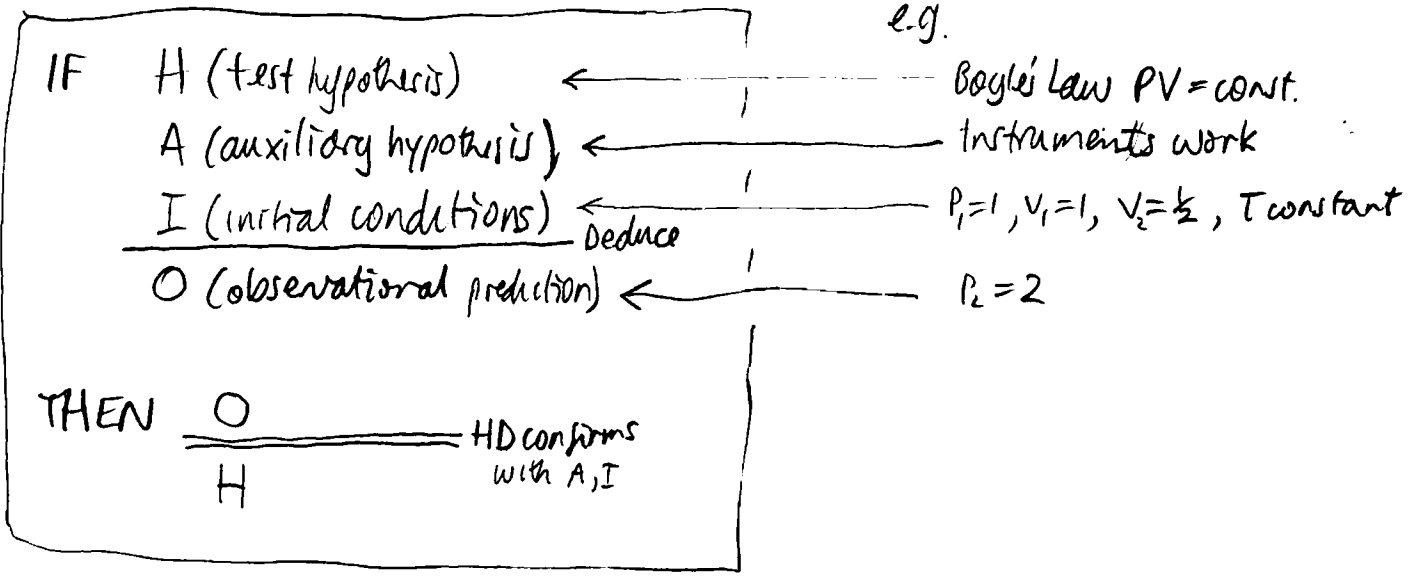 e.g.
IF H (test hypothesis) Boyle's Law PV = const.
A (auxiliary hypothesis) Instruments work
I (initial conditions) P₁=1, V₁=1, V₂=½, T constant
Deduce
O (observational prediction) P₂=2
THEN O
HD confirms
H with A, I